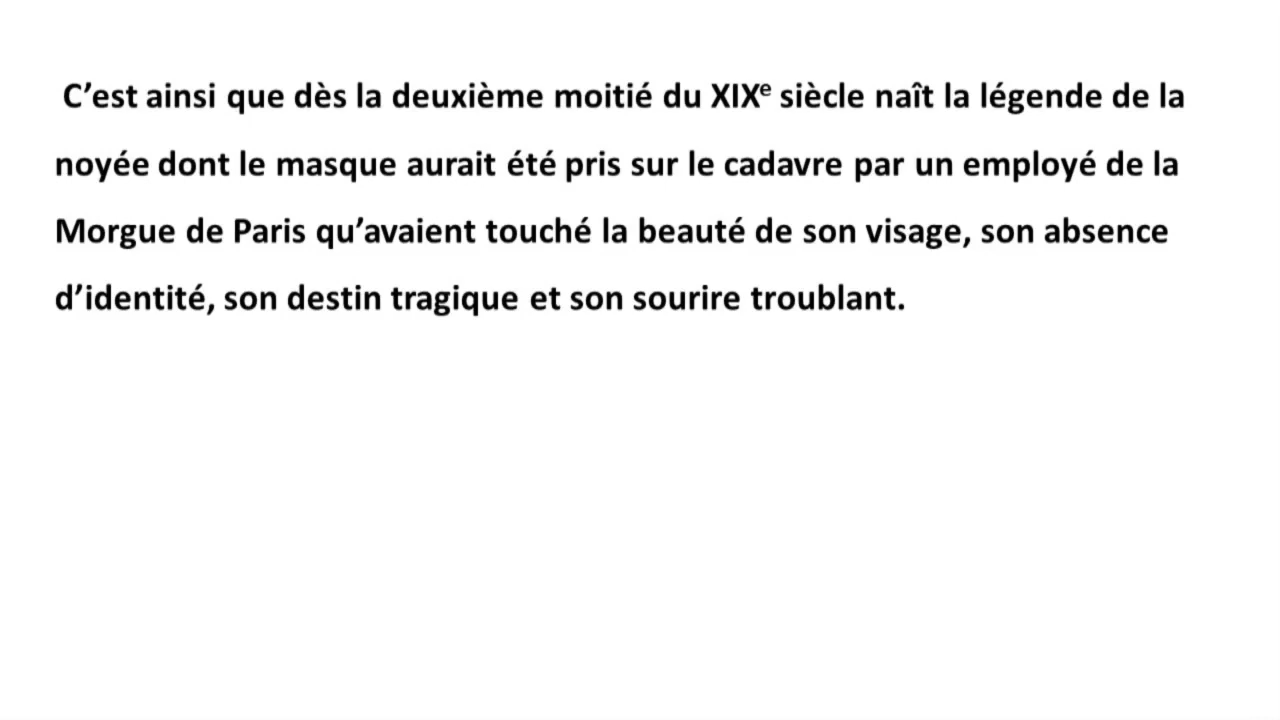 C’est ainsi que dès la deuxième moitié du XIXe siècle naît la légende de la
noyée dont le masque aurait été pris sur le cadavre par un employé de la
Morgue de Paris qu’avaient touché la beauté de son visage, son absence
d’identité, son destin tragique et son sourire troublant.